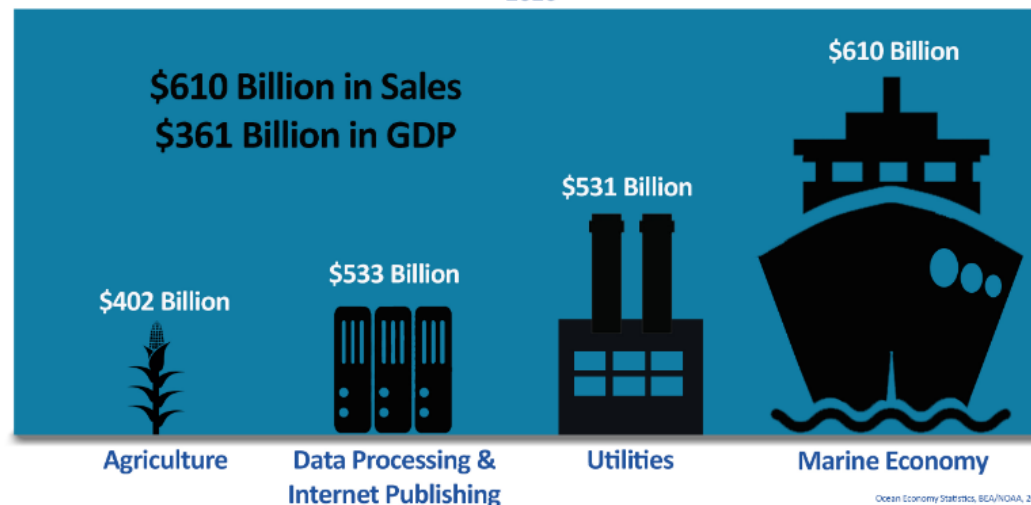 $610 Billion
$610 Billion in Sales
$361 Billion in GDP
$531 Billion
$533 Billion
$402 Billion
Agriculture
Data Processing &
Internet Publishing
Utilities
Marine Economy
Ocean Economy Statistics, BEA/NOAA,